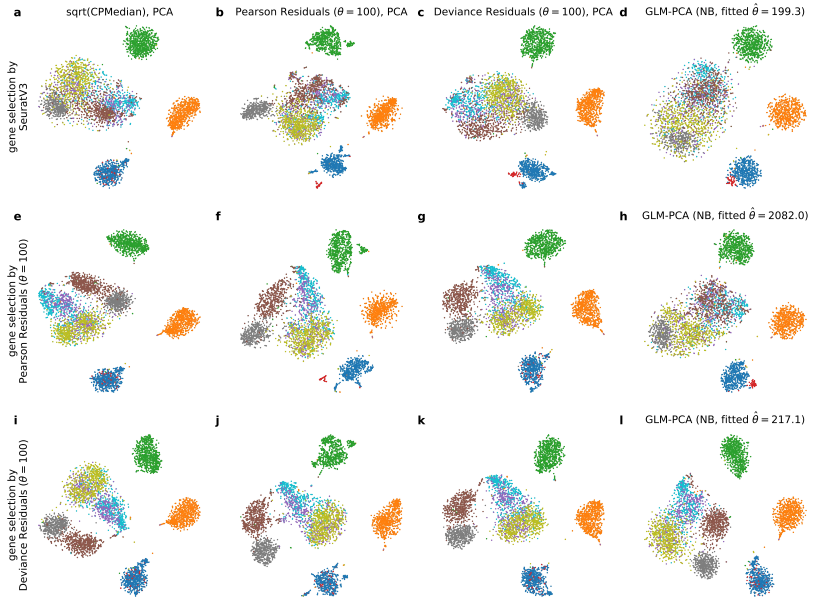 a sqrt(CPMedian), PCA
b Pearson Residuals (θ = 100), PCA
c Deviance Residuals (θ = 100), PCA
d GLM-PCA (NB, fitted θ̂ = 199.3)
gene selection by
SeuratV3
e
f
g
h GLM-PCA (NB, fitted θ̂ = 2082.0)
gene selection by
Pearson Residuals (θ = 100)
i
j
k
l GLM-PCA (NB, fitted θ̂ = 217.1)
gene selection by
Deviance Residuals (θ = 100)